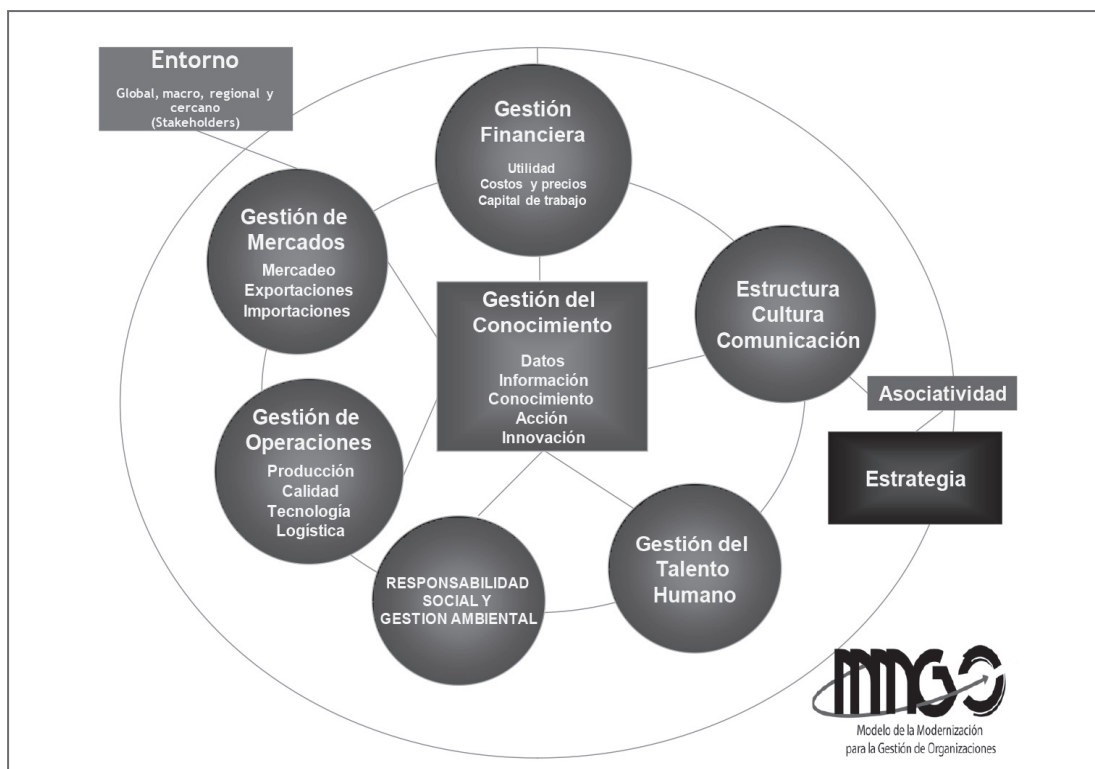 Entorno
Global, macro, regional y
cercano
(Stakeholders)
Gestión
Financiera
Utilidad
Costos y precios
Capital de trabajo
Gestión de
Mercados
Mercadeo
Exportaciones
Importaciones
Gestión del
Conocimiento
Datos
Información
Conocimiento
Acción
Innovación
Estructura
Cultura
Comunicación
Asociatividad
Estrategia
Gestión de
Operaciones
Producción
Calidad
Tecnología
Logística
RESPONSABILIDAD
SOCIAL Y
GESTION AMBIENTAL
Gestión del
Talento
Humano
MMGO
Modelo de la Modernización
para la Gestión de Organizaciones